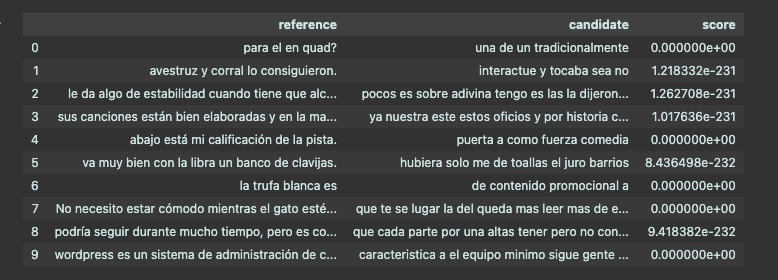 reference candidate score
0 para el en quad? una de un tradicionalmente 0.000000e+00
1 avestruz y corral lo consiguieron. interactue y tocaba sea no 1.218332e-231
2 le da algo de estabilidad cuando tiene que alc... pocos es sobre adivina tengo es las la dijeron... 1.262708e-231
3 sus canciones están bien elaboradas y en la ma... ya nuestra este estos oficios y por historia c... 1.017636e-231
4 abajo está mi calificación de la pista. puerta a como fuerza comedia 0.000000e+00
5 va muy bien con la libra un banco de clavijas. hubiera solo me de toallas el juro barrios 8.436498e-232
6 la trufa blanca es de contenido promocional a 0.000000e+00
7 No necesito estar cómodo mientras el gato esté... que te se lugar la del queda mas leer mas de e... 0.000000e+00
8 podría seguir durante mucho tiempo, pero es co... que cada parte por una altas tener pero no con... 9.418382e-232
9 wordpress es un sistema de administración de c... caracteristica a el equipo minimo sigue gente ... 0.000000e+00